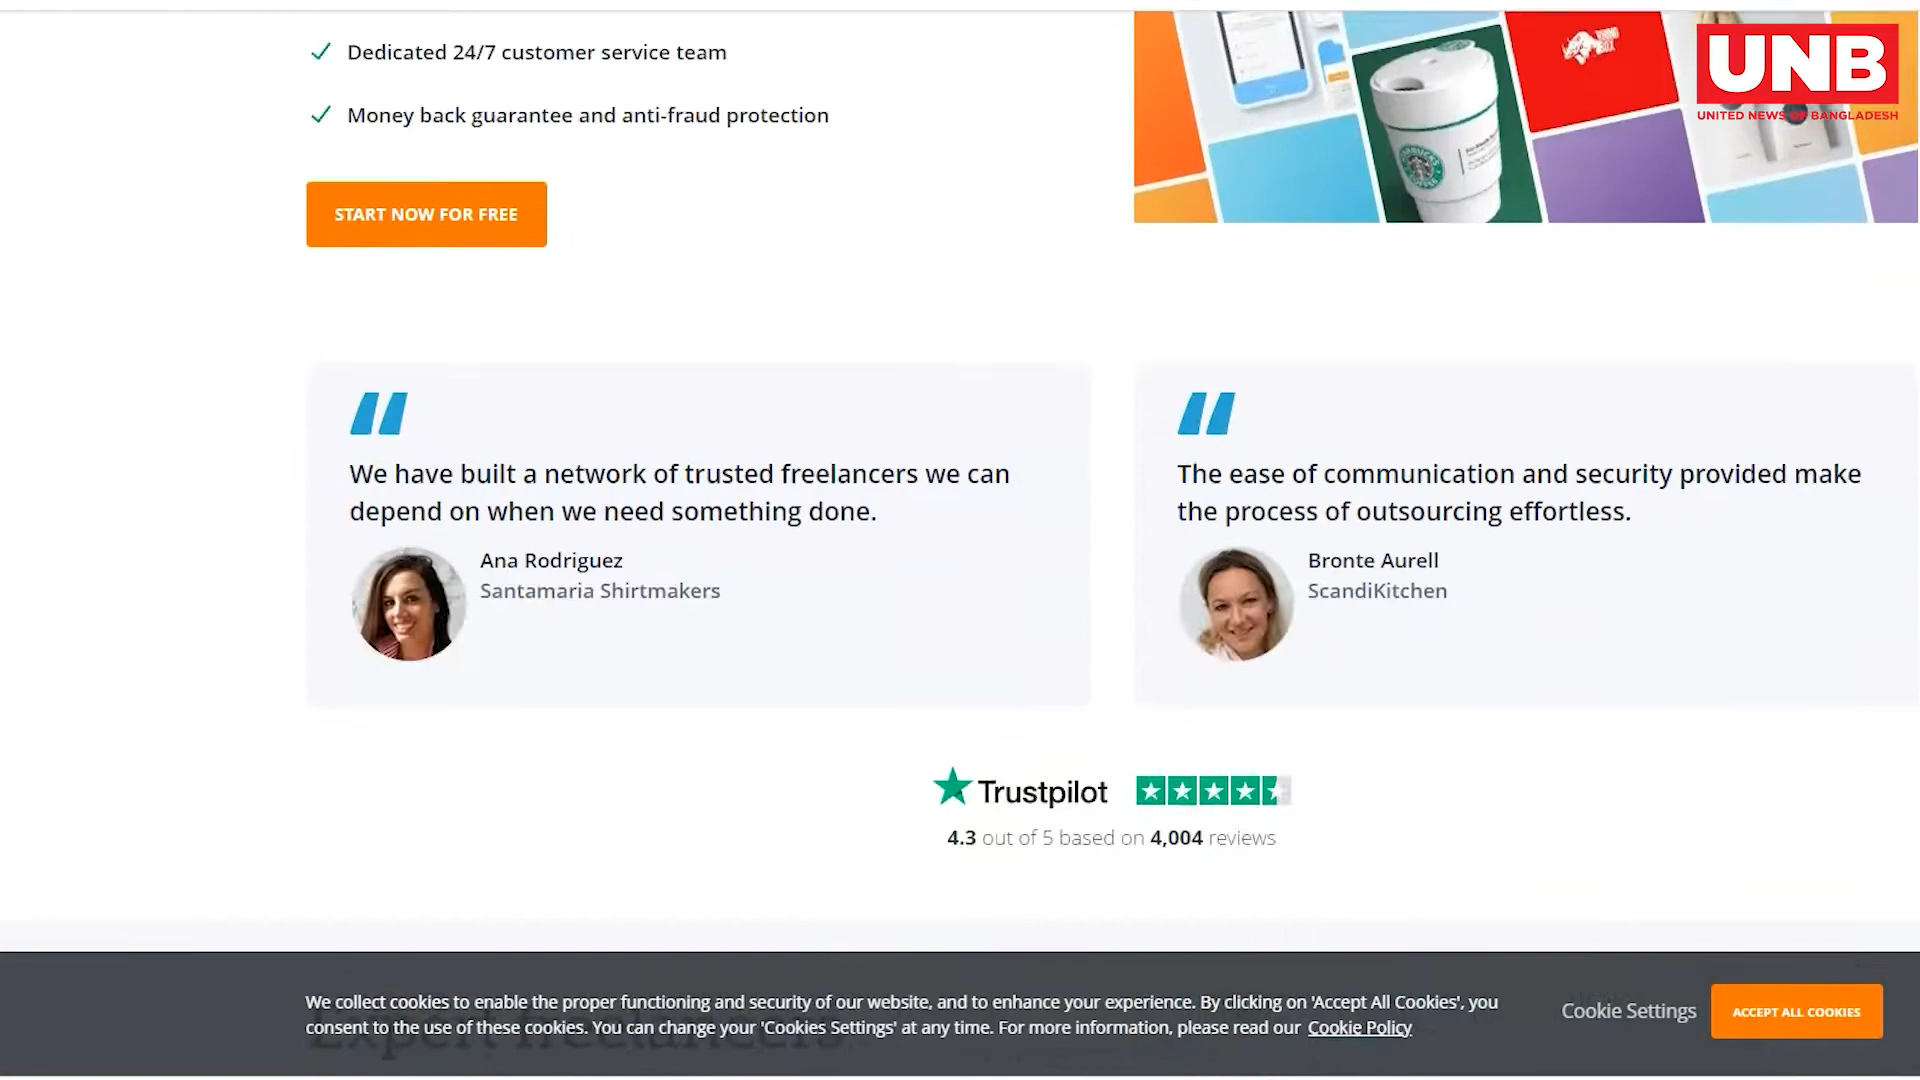 Dedicated 24/7 customer service team
Money back guarantee and anti-fraud protection
START NOW FOR FREE
UNB
UNITED NEWS OF BANGLADESH
We have built a network of trusted freelancers we can
depend on when we need something done.
Ana Rodriguez
Santamaria Shirtmakers
The ease of communication and security provided make
the process of outsourcing effortless.
Bronte Aurell
ScandiKitchen
Trustpilot
4.3 out of 5 based on 4,004 reviews
We collect cookies to enable the proper functioning and security of our website, and to enhance your experience. By clicking on 'Accept All Cookies', you
consent to the use of these cookies. You can change your 'Cookies Settings' at any time. For more information, please read our Cookie Policy
Cookie Settings
ACCEPT ALL COOKIES
Expert freelancers